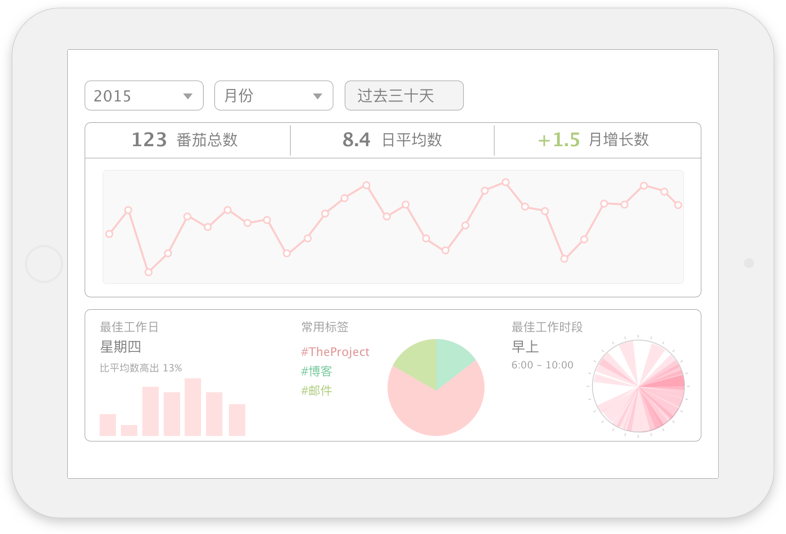 2015
月份
过去三十天
123 番茄总数
8.4 日平均数
+1.5 月增长数
最佳工作日
星期四
比平均数高出 13%
常用标签
#TheProject
#博客
#邮件
最佳工作时段
早上
6:00 – 10:00